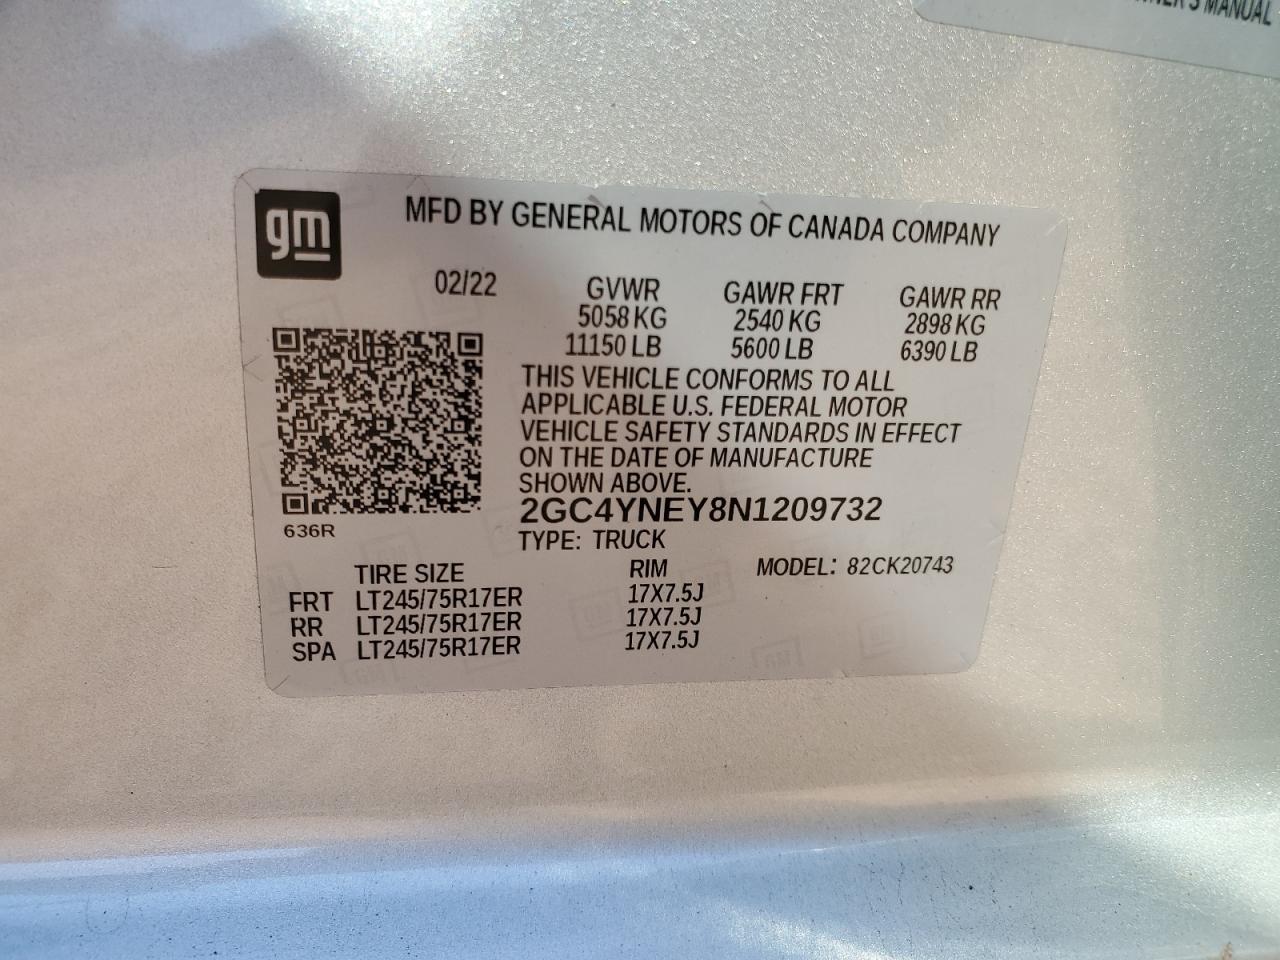 OWNER'S MANUAL
gm
MFD BY GENERAL MOTORS OF CANADA COMPANY
02/22 GVWR GAWR FRT GAWR RR
5058 KG 2540 KG 2898 KG
11150 LB 5600 LB 6390 LB
THIS VEHICLE CONFORMS TO ALL
APPLICABLE U.S. FEDERAL MOTOR
VEHICLE SAFETY STANDARDS IN EFFECT
ON THE DATE OF MANUFACTURE
SHOWN ABOVE.
2GC4YNEY8N1209732
636R
TYPE: TRUCK
TIRE SIZE RIM MODEL: 82CK20743
FRT LT245/75R17ER 17X7.5J
RR LT245/75R17ER 17X7.5J
SPA LT245/75R17ER 17X7.5J